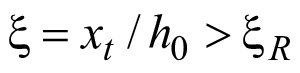 ξ = x_t / h_0 > ξ_R